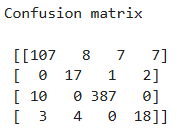 Confusion matrix
[[107 8 7 7]
[ 0 17 1 2]
[ 10 0 387 0]
[ 3 4 0 18]]